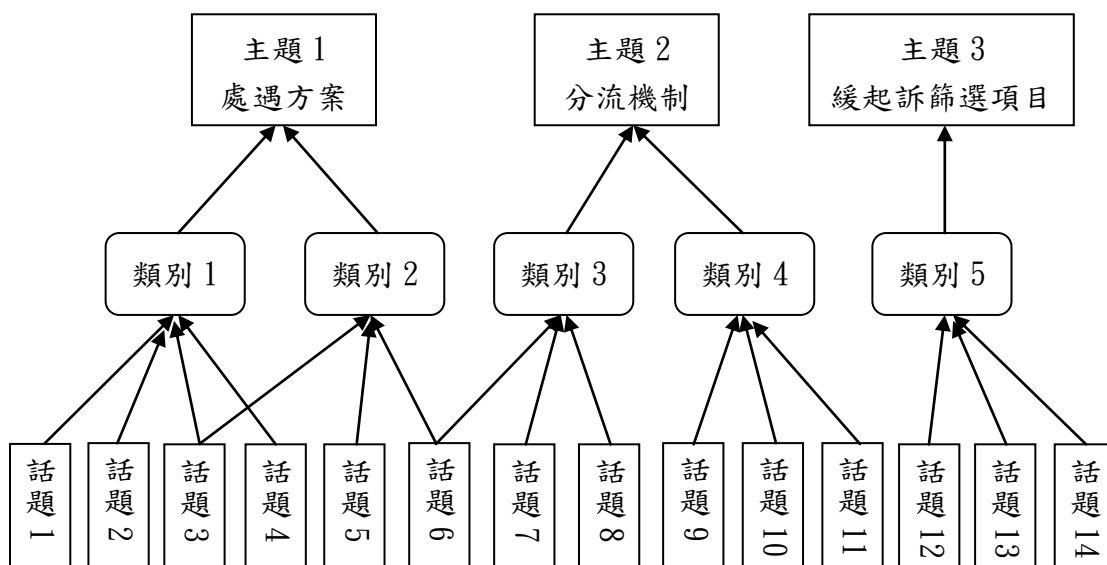 主題 1
處遇方案
主題 2
分流機制
主題 3
緩起訴篩選項目
類別 1
類別 2
類別 3
類別 4
類別 5
話題 1
話題 2
話題 3
話題 4
話題 5
話題 6
話題 7
話題 8
話題 9
話題 10
話題 11
話題 12
話題 13
話題 14